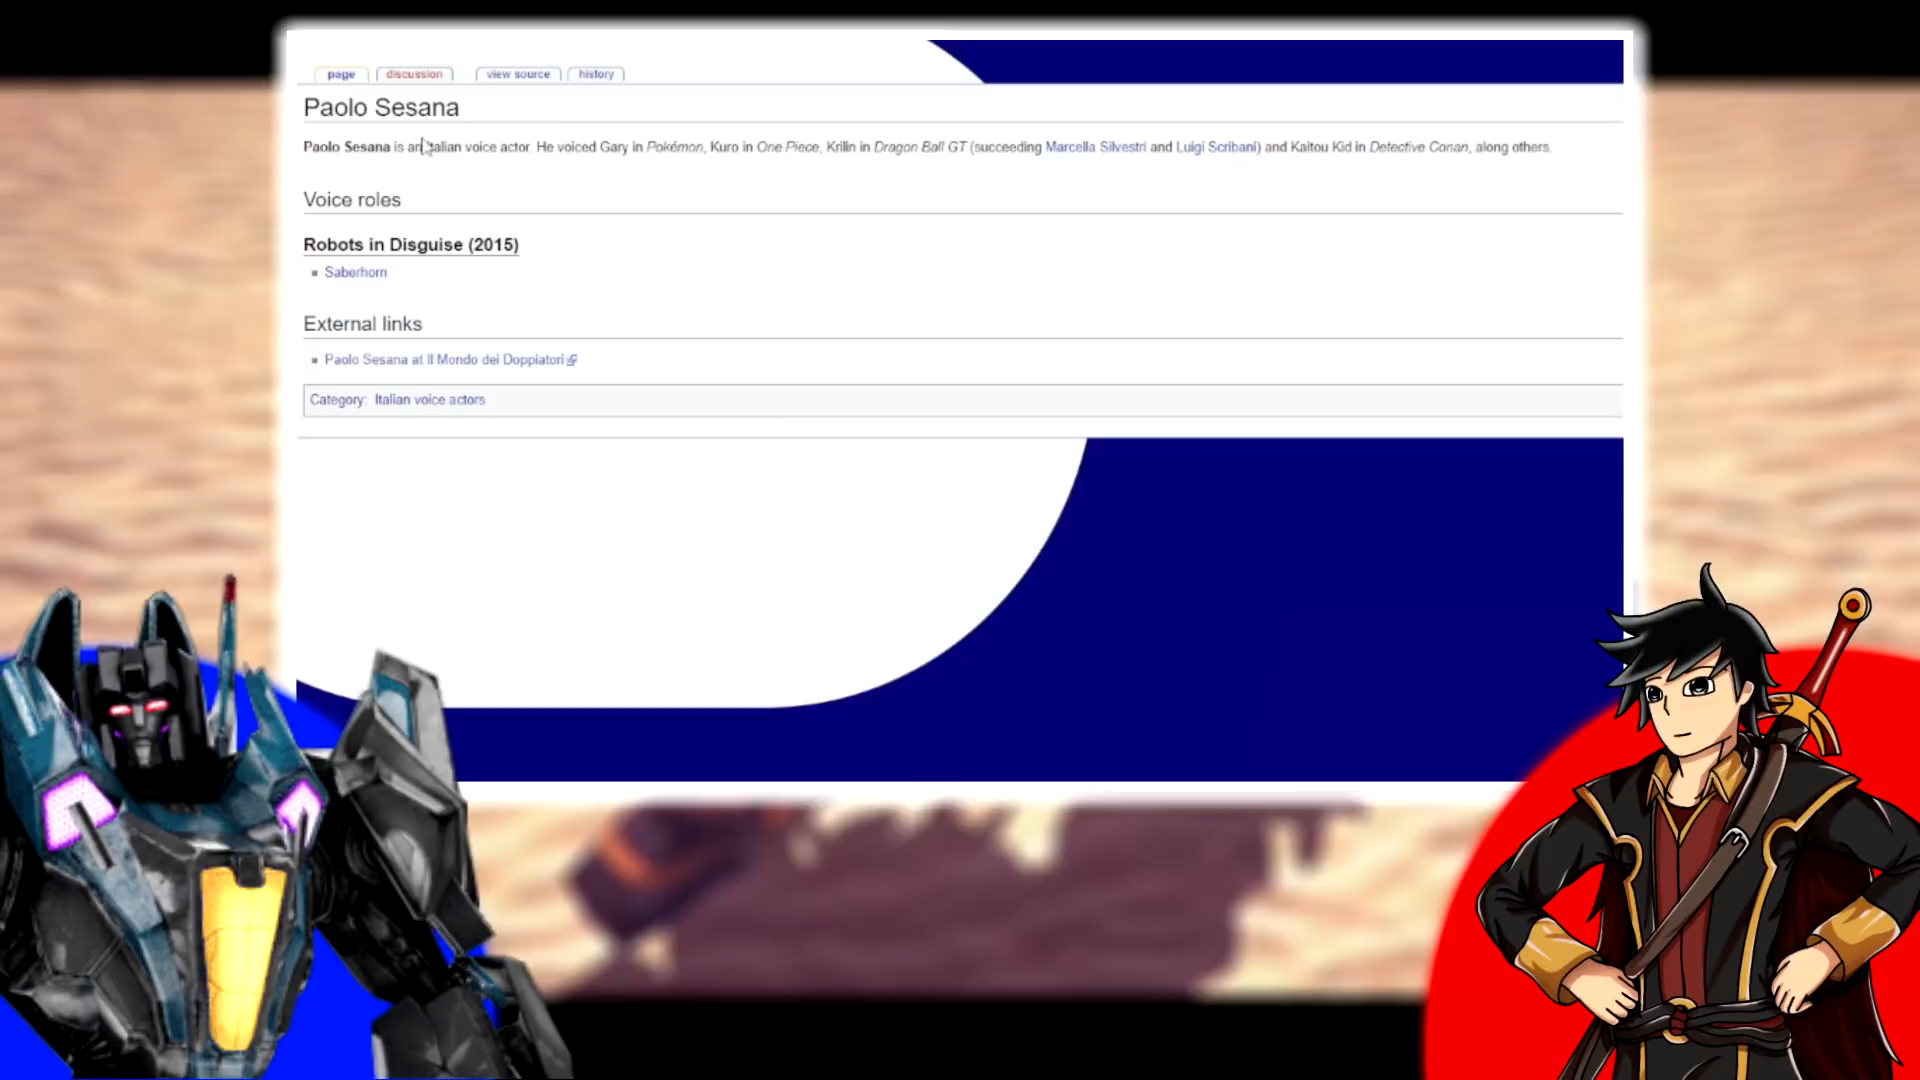 page discussion view source history
Paolo Sesana
Paolo Sesana is an Italian voice actor. He voiced Gary in Pokémon, Kuro in One Piece, Krilin in Dragon Ball GT (succeeding Marcella Silvestri and Luigi Scribani) and Kaitou Kid in Detective Conan, along others.
Voice roles
Robots in Disguise (2015)
Saberhorn
External links
Paolo Sesana at Il Mondo dei Doppiatori
Category: Italian voice actors